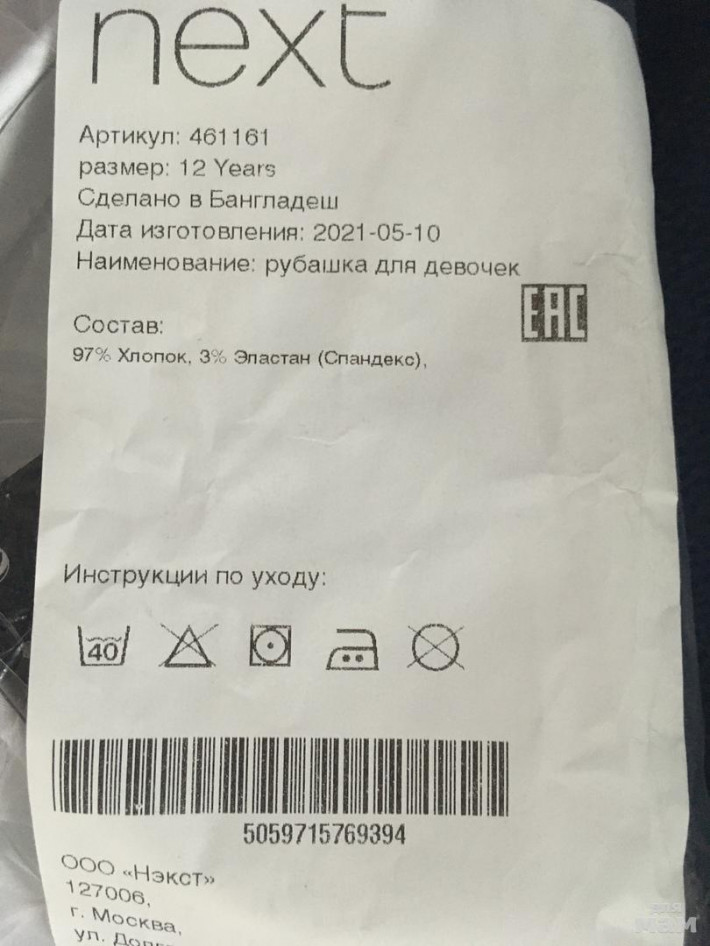 next
Артикул: 461161
размер: 12 Years
Сделано в Бангладеш
Дата изготовления: 2021-05-10
Наименование: рубашка для девочек
EAC
Состав:
97% Хлопок, 3% Эластан (Спандекс),
Инструкции по уходу:
40
5059715769394
ООО «Нэкст»
127006,
г. Москва,
ул.